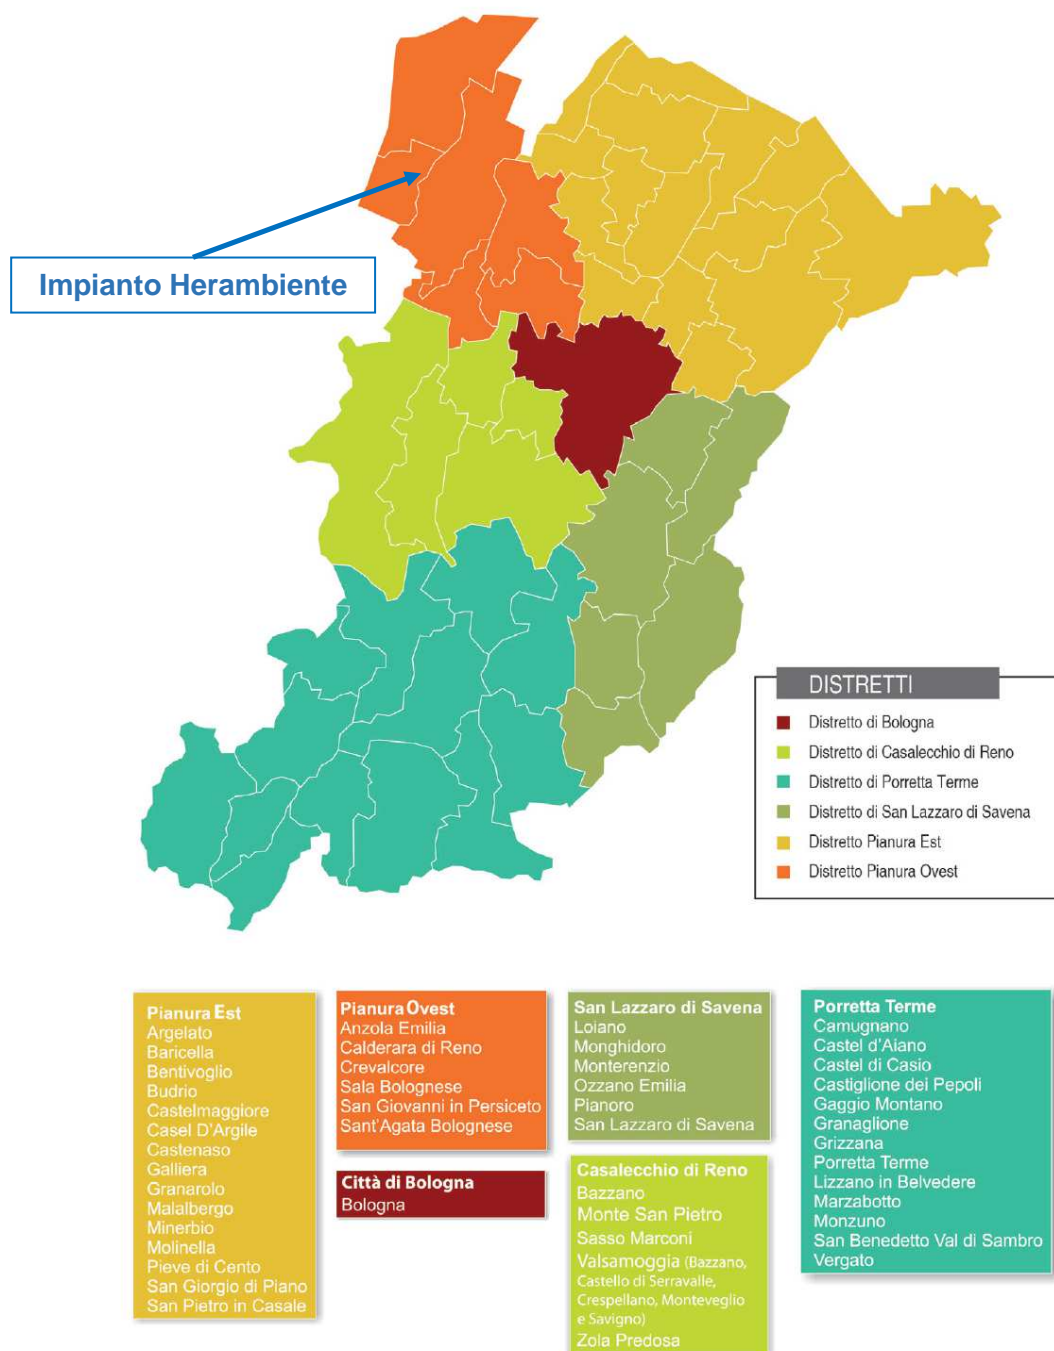 Impianto Herambiente
DISTRETTI
Distretto di Bologna
Distretto di Casalecchio di Reno
Distretto di Porretta Terme
Distretto di San Lazzaro di Savena
Distretto Pianura Est
Distretto Pianura Ovest
Pianura Est
Argelato
Baricella
Bentivoglio
Budrio
Castelmaggiore
Casel D'Argile
Castenaso
Galliera
Granarolo
Malalbergo
Minerbio
Molinella
Pieve di Cento
San Giorgio di Piano
San Pietro in Casale
Pianura Ovest
Anzola Emilia
Calderara di Reno
Crevalcore
Sala Bolognese
San Giovanni in Persiceto
Sant'Agata Bolognese
Città di Bologna
Bologna
San Lazzaro di Savena
Loiano
Monghidoro
Monterenzio
Ozzano Emilia
Pianoro
San Lazzaro di Savena
Casalecchio di Reno
Bazzano
Monte San Pietro
Sasso Marconi
Valsamoggia (Bazzano,
Castello di Serravalle,
Crespellano, Monteveglio
e Savigno)
Zola Predosa
Porretta Terme
Camugnano
Castel d'Aiano
Castel di Casio
Castiglione dei Pepoli
Gaggio Montano
Granaglione
Grizzana
Porretta Terme
Lizzano in Belvedere
Marzabotto
Monzuno
San Benedetto Val di Sambro
Vergato